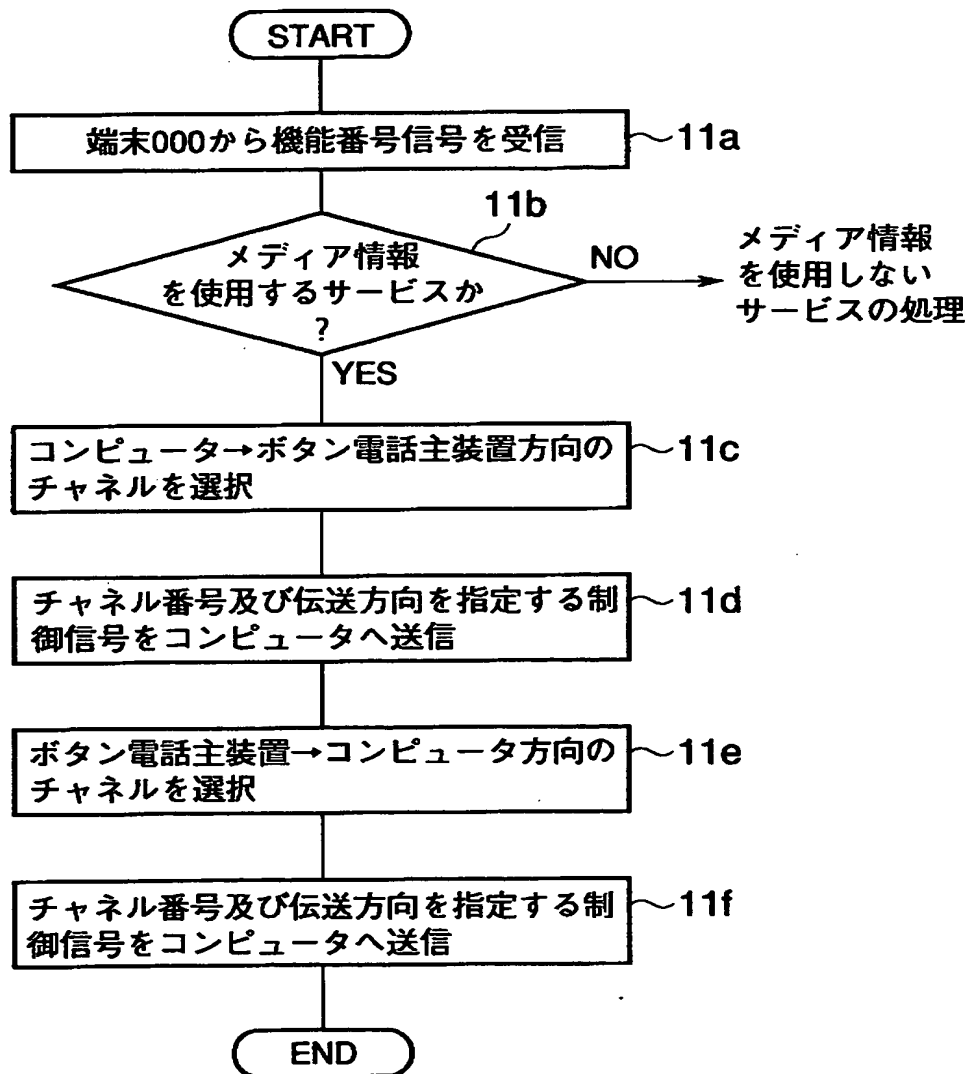 START
端末000から機能番号信号を受信
11a
11b
メディア情報
を使用するサービスか
?
NO
メディア情報
を使用しない
サービスの処理
YES
コンピュータ→ボタン電話主装置方向の
チャネルを選択
11c
チャネル番号及び伝送方向を指定する制
御信号をコンピュータへ送信
11d
ボタン電話主装置→コンピュータ方向の
チャネルを選択
11e
チャネル番号及び伝送方向を指定する制
御信号をコンピュータへ送信
11f
END